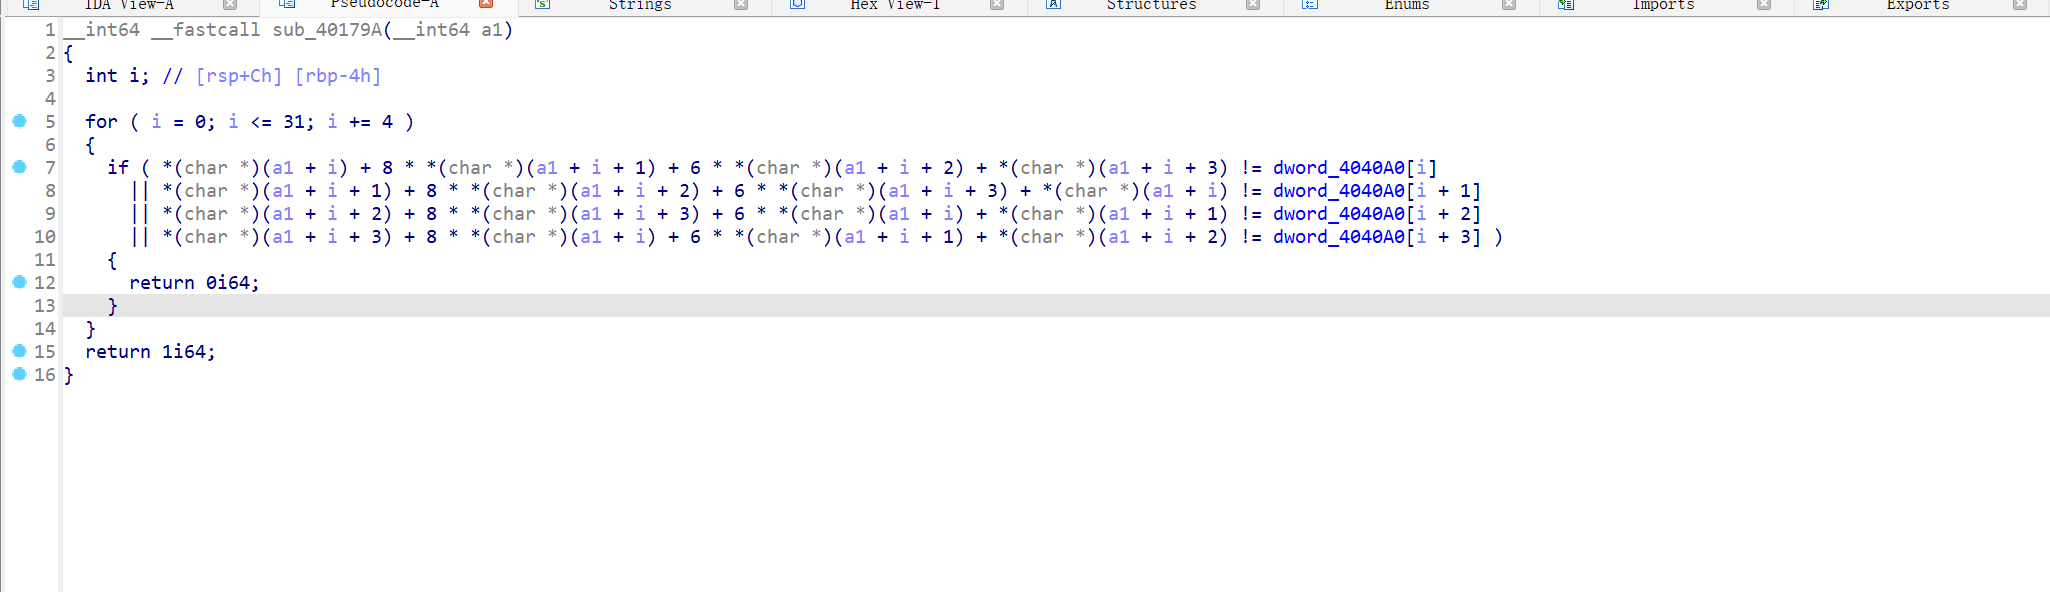 IDA View-A Pseudocode-A Strings Hex View-1 Structures Enums Imports Exports
1 __int64 __fastcall sub_40179A(__int64 a1)
2 {
3 int i; // [rsp+Ch] [rbp-4h]
4
5 for ( i = 0; i <= 31; i += 4 )
6 {
7 if ( *(char *)(a1 + i) + 8 * *(char *)(a1 + i + 1) + 6 * *(char *)(a1 + i + 2) + *(char *)(a1 + i + 3) != dword_4040A0[i]
8 || *(char *)(a1 + i + 1) + 8 * *(char *)(a1 + i + 2) + 6 * *(char *)(a1 + i + 3) + *(char *)(a1 + i) != dword_4040A0[i + 1]
9 || *(char *)(a1 + i + 2) + 8 * *(char *)(a1 + i + 3) + 6 * *(char *)(a1 + i) + *(char *)(a1 + i + 1) != dword_4040A0[i + 2]
10 || *(char *)(a1 + i + 3) + 8 * *(char *)(a1 + i) + 6 * *(char *)(a1 + i + 1) + *(char *)(a1 + i + 2) != dword_4040A0[i + 3] )
11 {
12 return 0i64;
13 }
14 }
15 return 1i64;
16 }